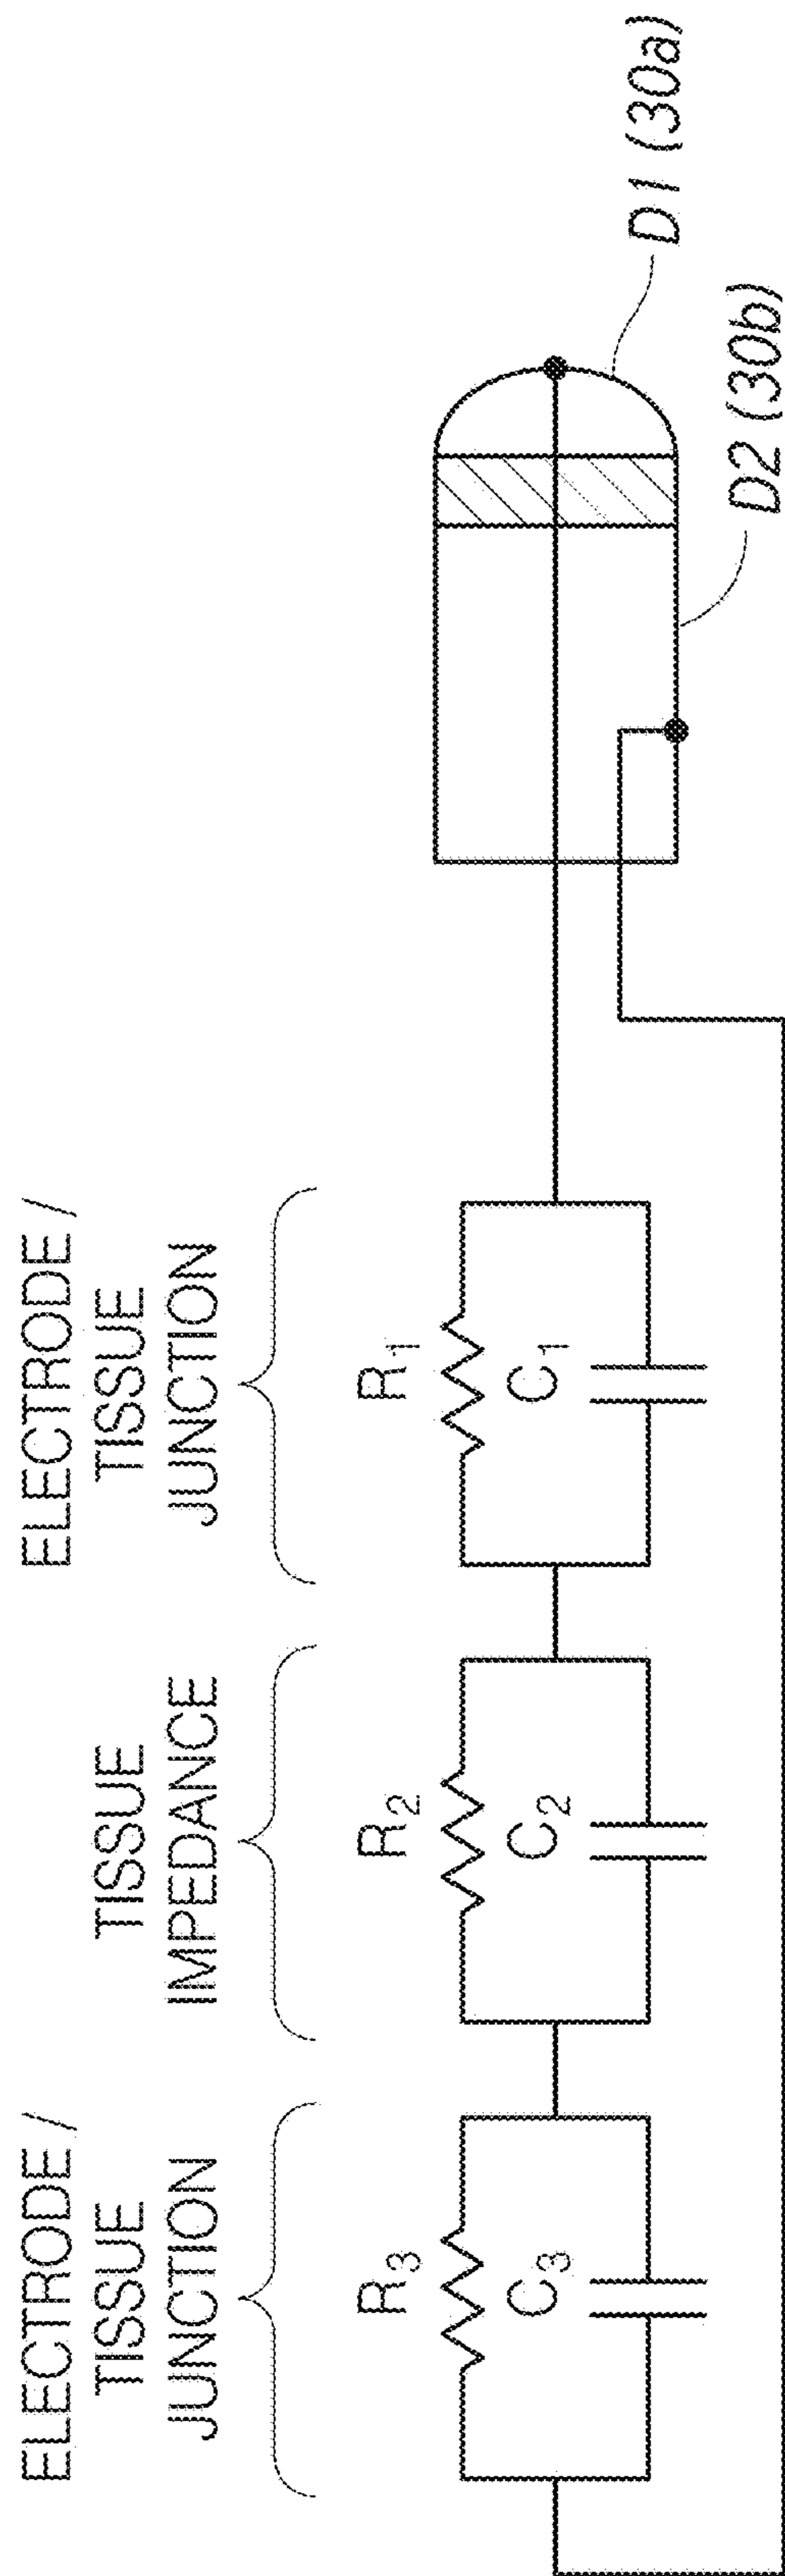 ELECTRODE /
TISSUE
JUNCTION
TISSUE
IMPEDANCE
ELECTRODE /
TISSUE
JUNCTION
R3
C3
R2
C2
R1
C1
D1 (30a)
D2 (30b)